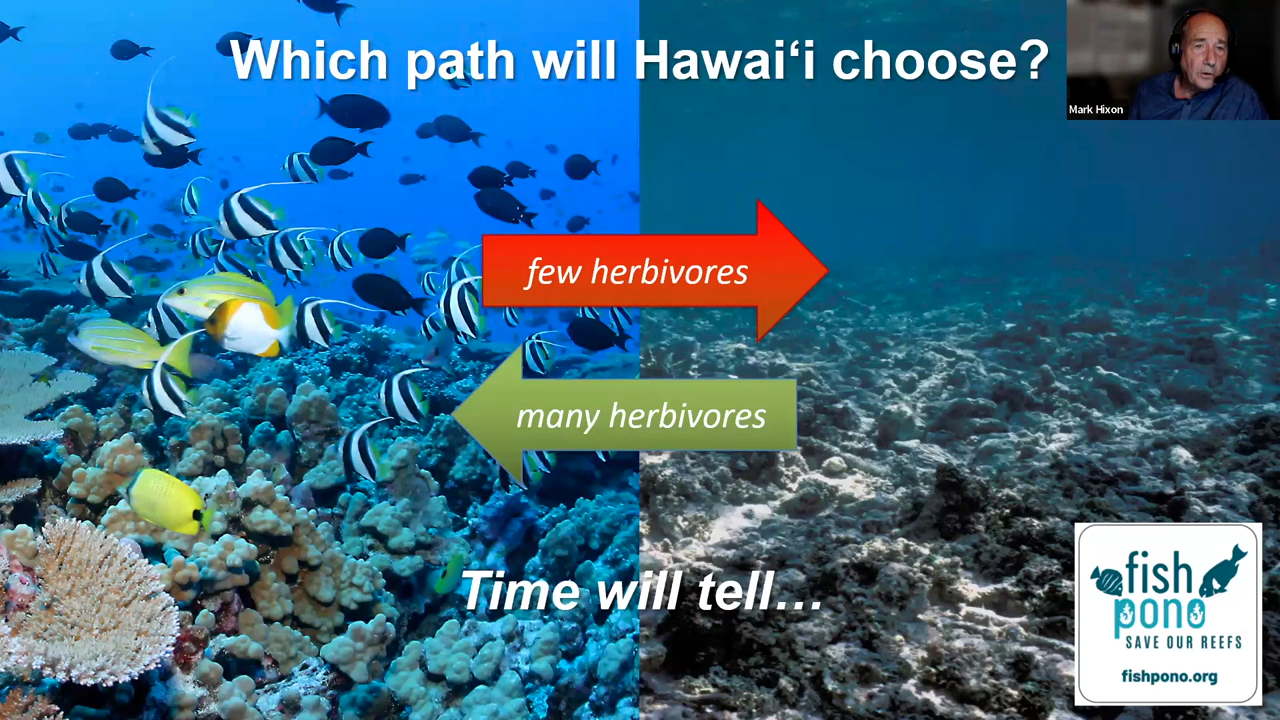 Which path will Hawaiʻi choose?
Mark Hixon
few herbivores
many herbivores
Time will tell…
fish
pono
SAVE OUR REEFS
fishpono.org